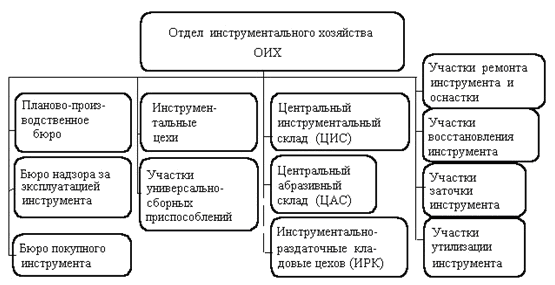 Отдел инструментального хозяйства
ОИХ
Планово-произ-
водственное
бюро
Бюро надзора за
эксплуатацией
инструмента
Бюро покупного
инструмента
Инструмен-
тальные
цехи
Участки
универсально-
сборных
приспособлений
Центральный
инструментальный
склад (ЦИС)
Центральный
абразивный
склад (ЦАС)
Инструментально-
раздаточные кла-
довые цехов (ИРК)
Участки ремонта
инструмента и
оснастки
Участки
восстановления
инструмента
Участки
заточки
инструмента
Участки
утилизации
инструмента